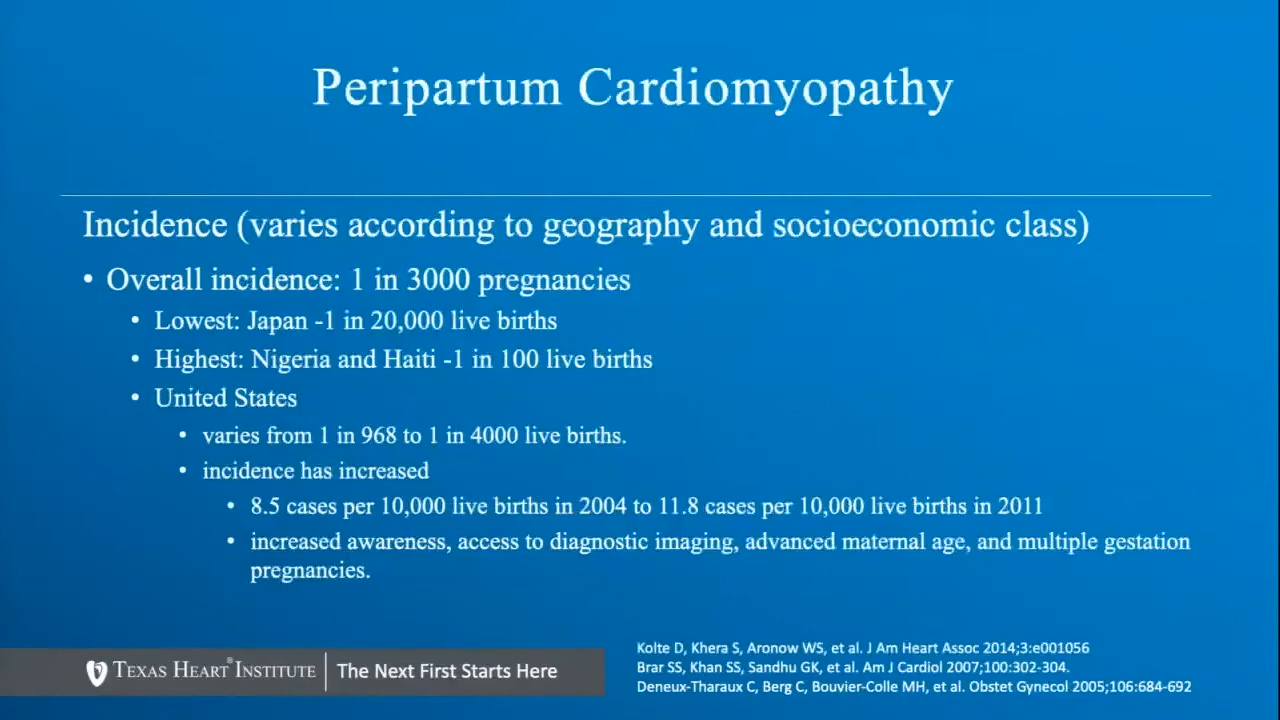 Peripartum Cardiomyopathy
Incidence (varies according to geography and socioeconomic class)
• Overall incidence: 1 in 3000 pregnancies
• Lowest: Japan -1 in 20,000 live births
• Highest: Nigeria and Haiti -1 in 100 live births
• United States
• varies from 1 in 968 to 1 in 4000 live births.
• incidence has increased
• 8.5 cases per 10,000 live births in 2004 to 11.8 cases per 10,000 live births in 2011
• increased awareness, access to diagnostic imaging, advanced maternal age, and multiple gestation
pregnancies.
TEXAS HEART® INSTITUTE | The Next First Starts Here
Kolte D, Khera S, Aronow WS, et al. J Am Heart Assoc 2014;3:e001056
Brar SS, Khan SS, Sandhu GK, et al. Am J Cardiol 2007;100:302-304.
Deneux-Tharaux C, Berg C, Bouvier-Colle MH, et al. Obstet Gynecol 2005;106:684-692